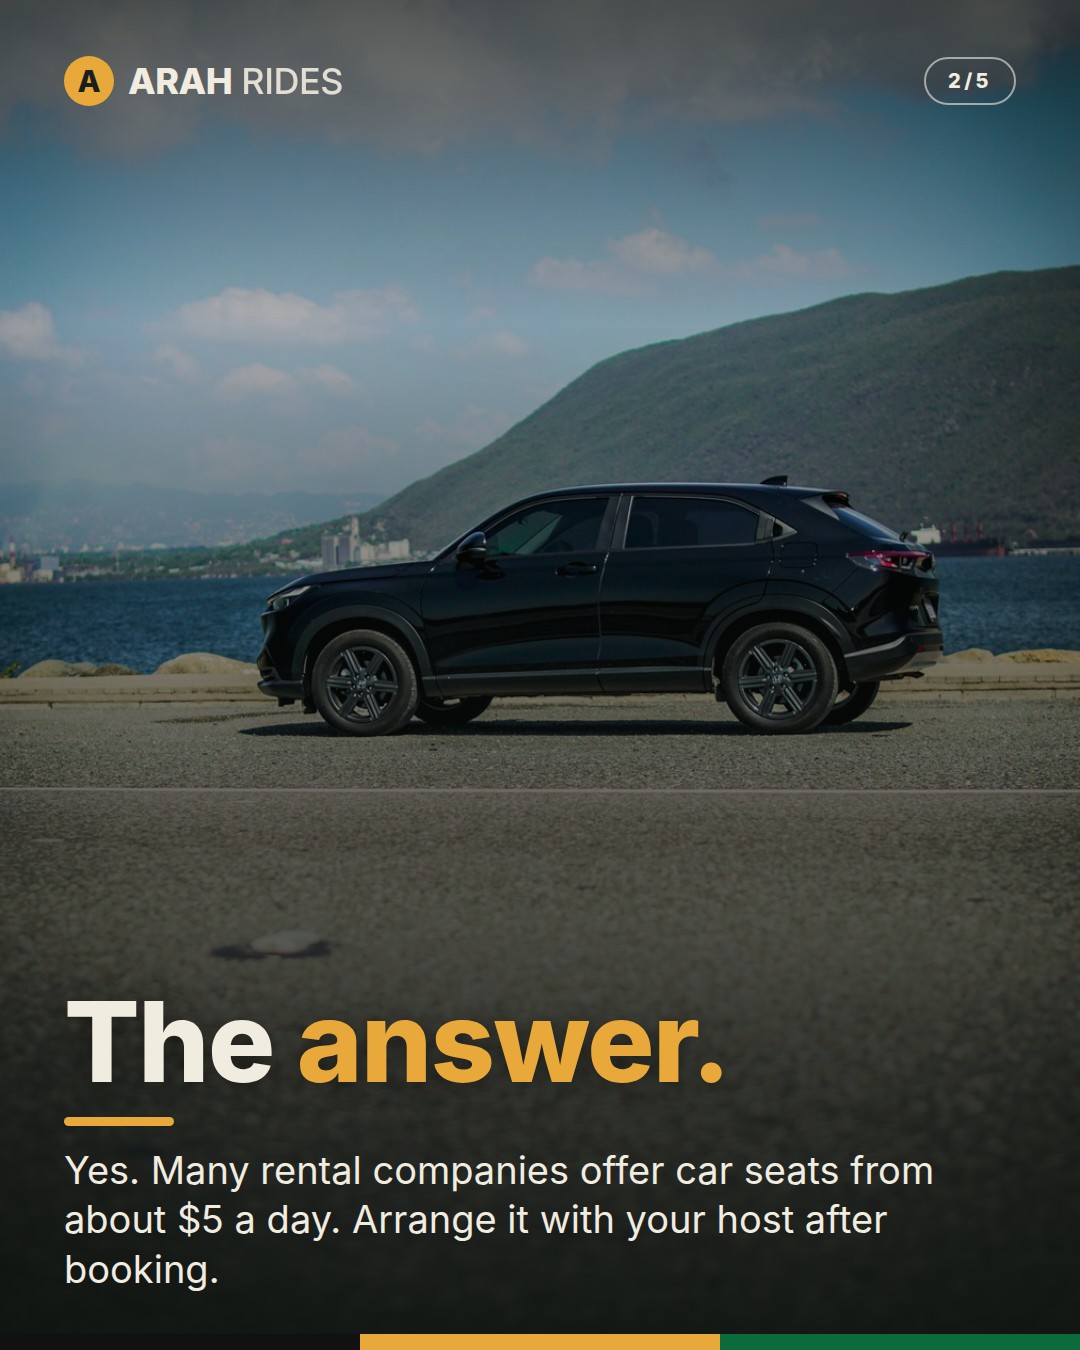 A ARAH RIDES
2/5
The answer.
Yes. Many rental companies offer car seats from
about $5 a day. Arrange it with your host after
booking.